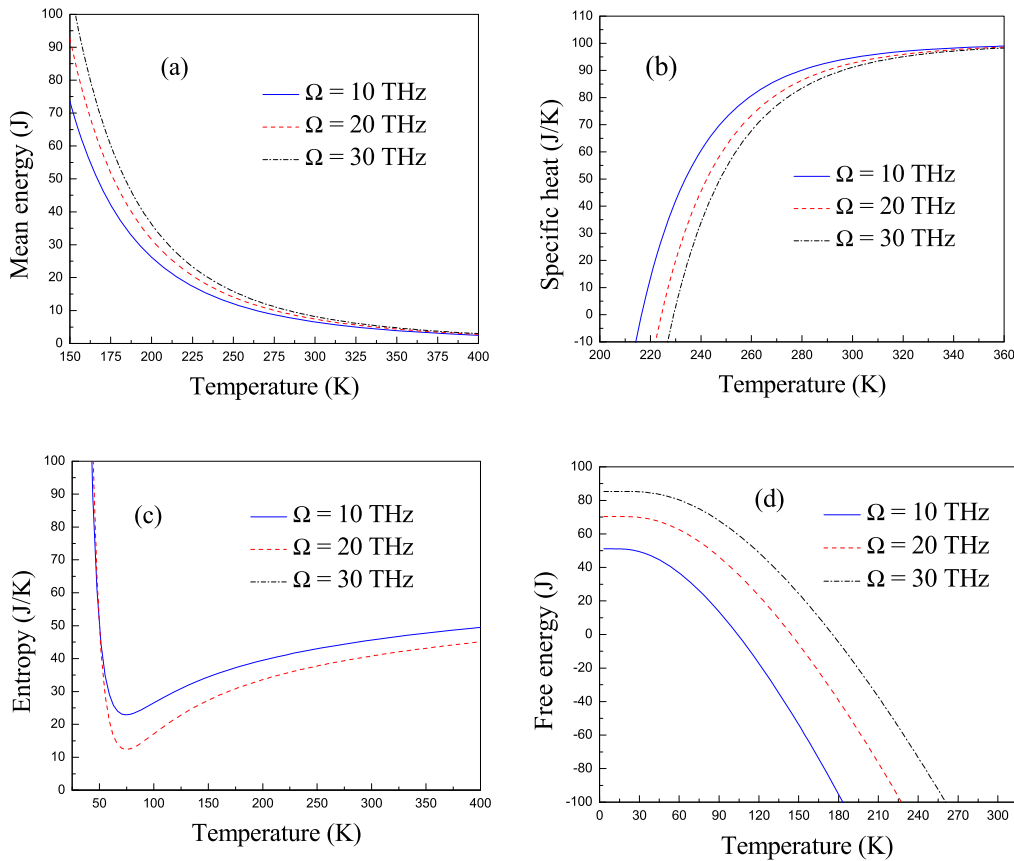 100
90
80
70
60
50
40
30
20
10
0
Mean energy (J)
(a)
Ω = 10 THz
Ω = 20 THz
Ω = 30 THz
150 175 200 225 250 275 300 325 350 375 400
Temperature (K)
110
100
90
80
70
60
50
40
30
20
10
0
-10
Specific heat (J/K)
(b)
Ω = 10 THz
Ω = 20 THz
Ω = 30 THz
200 220 240 260 280 300 320 340 360
Temperature (K)
100
90
80
70
60
50
40
30
20
10
0
Entropy (J/K)
(c)
Ω = 10 THz
Ω = 20 THz
Ω = 30 THz
50 100 150 200 250 300 350 400
Temperature (K)
100
80
60
40
20
0
-20
-40
-60
-80
-100
Free energy (J)
(d)
Ω = 10 THz
Ω = 20 THz
Ω = 30 THz
0 30 60 90 120 150 180 210 240 270 300
Temperature (K)